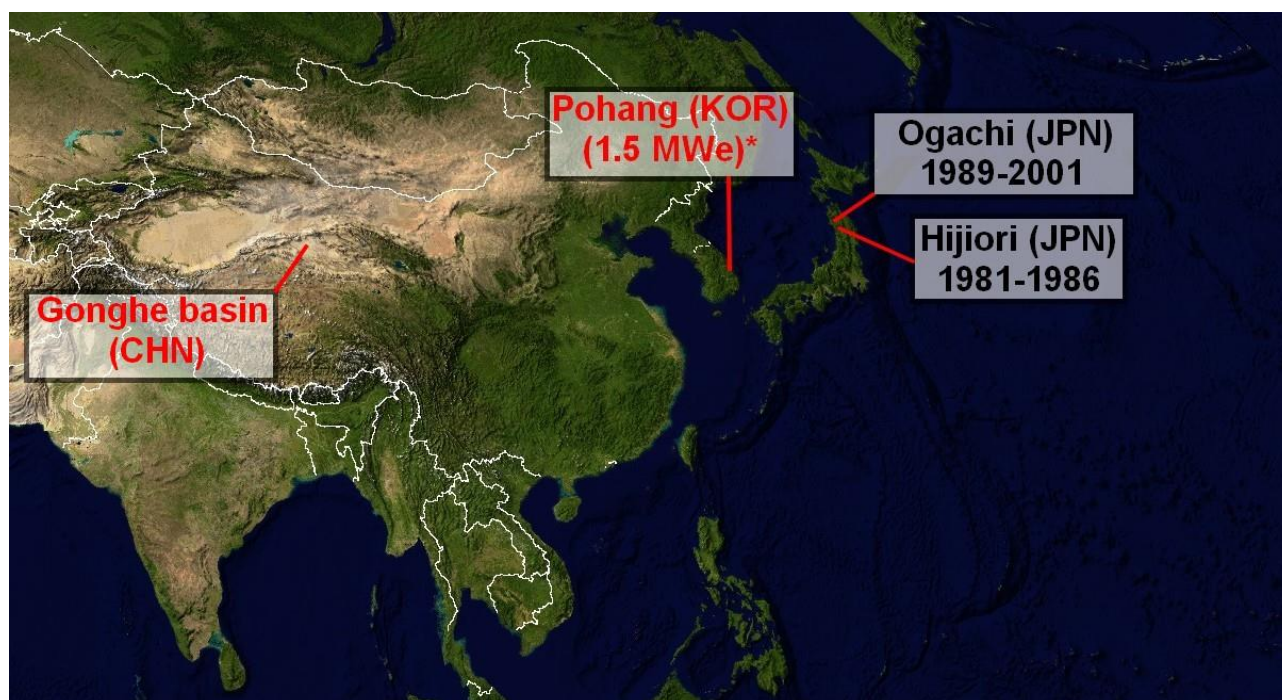 Pohang (KOR)
(1.5 MWe)*
Ogachi (JPN)
1989-2001
Hijiori (JPN)
1981-1986
Gonghe basin
(CHN)